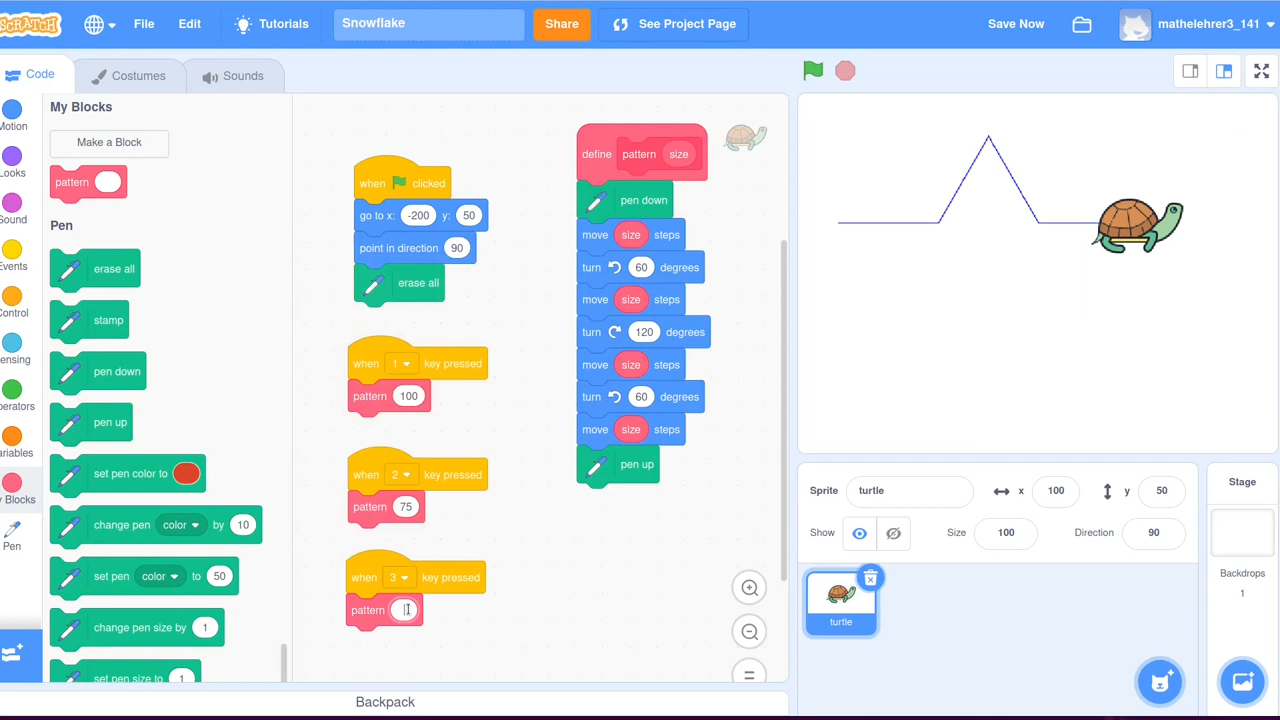 SCRATCH File Edit Tutorials Snowflake Share See Project Page Save Now mathelehrer3_141
Code Costumes Sounds
Motion
Looks
Sound
Events
Control
ensing
perators
ariables
y Blocks
Pen
My Blocks
Make a Block
pattern
Pen
erase all
stamp
pen down
pen up
set pen color to
change pen color by 10
set pen color to 50
change pen size by 1
set pen size to 1
when clicked
go to x: -200 y: 50
point in direction 90
erase all
when 1 key pressed
pattern 100
when 2 key pressed
pattern 75
when 3 key pressed
pattern
define pattern size
pen down
move size steps
turn 60 degrees
move size steps
turn 120 degrees
move size steps
turn 60 degrees
move size steps
pen up
Backpack
Sprite turtle x 100 y 50
Show Size 100 Direction 90
turtle
Stage
Backdrops
1